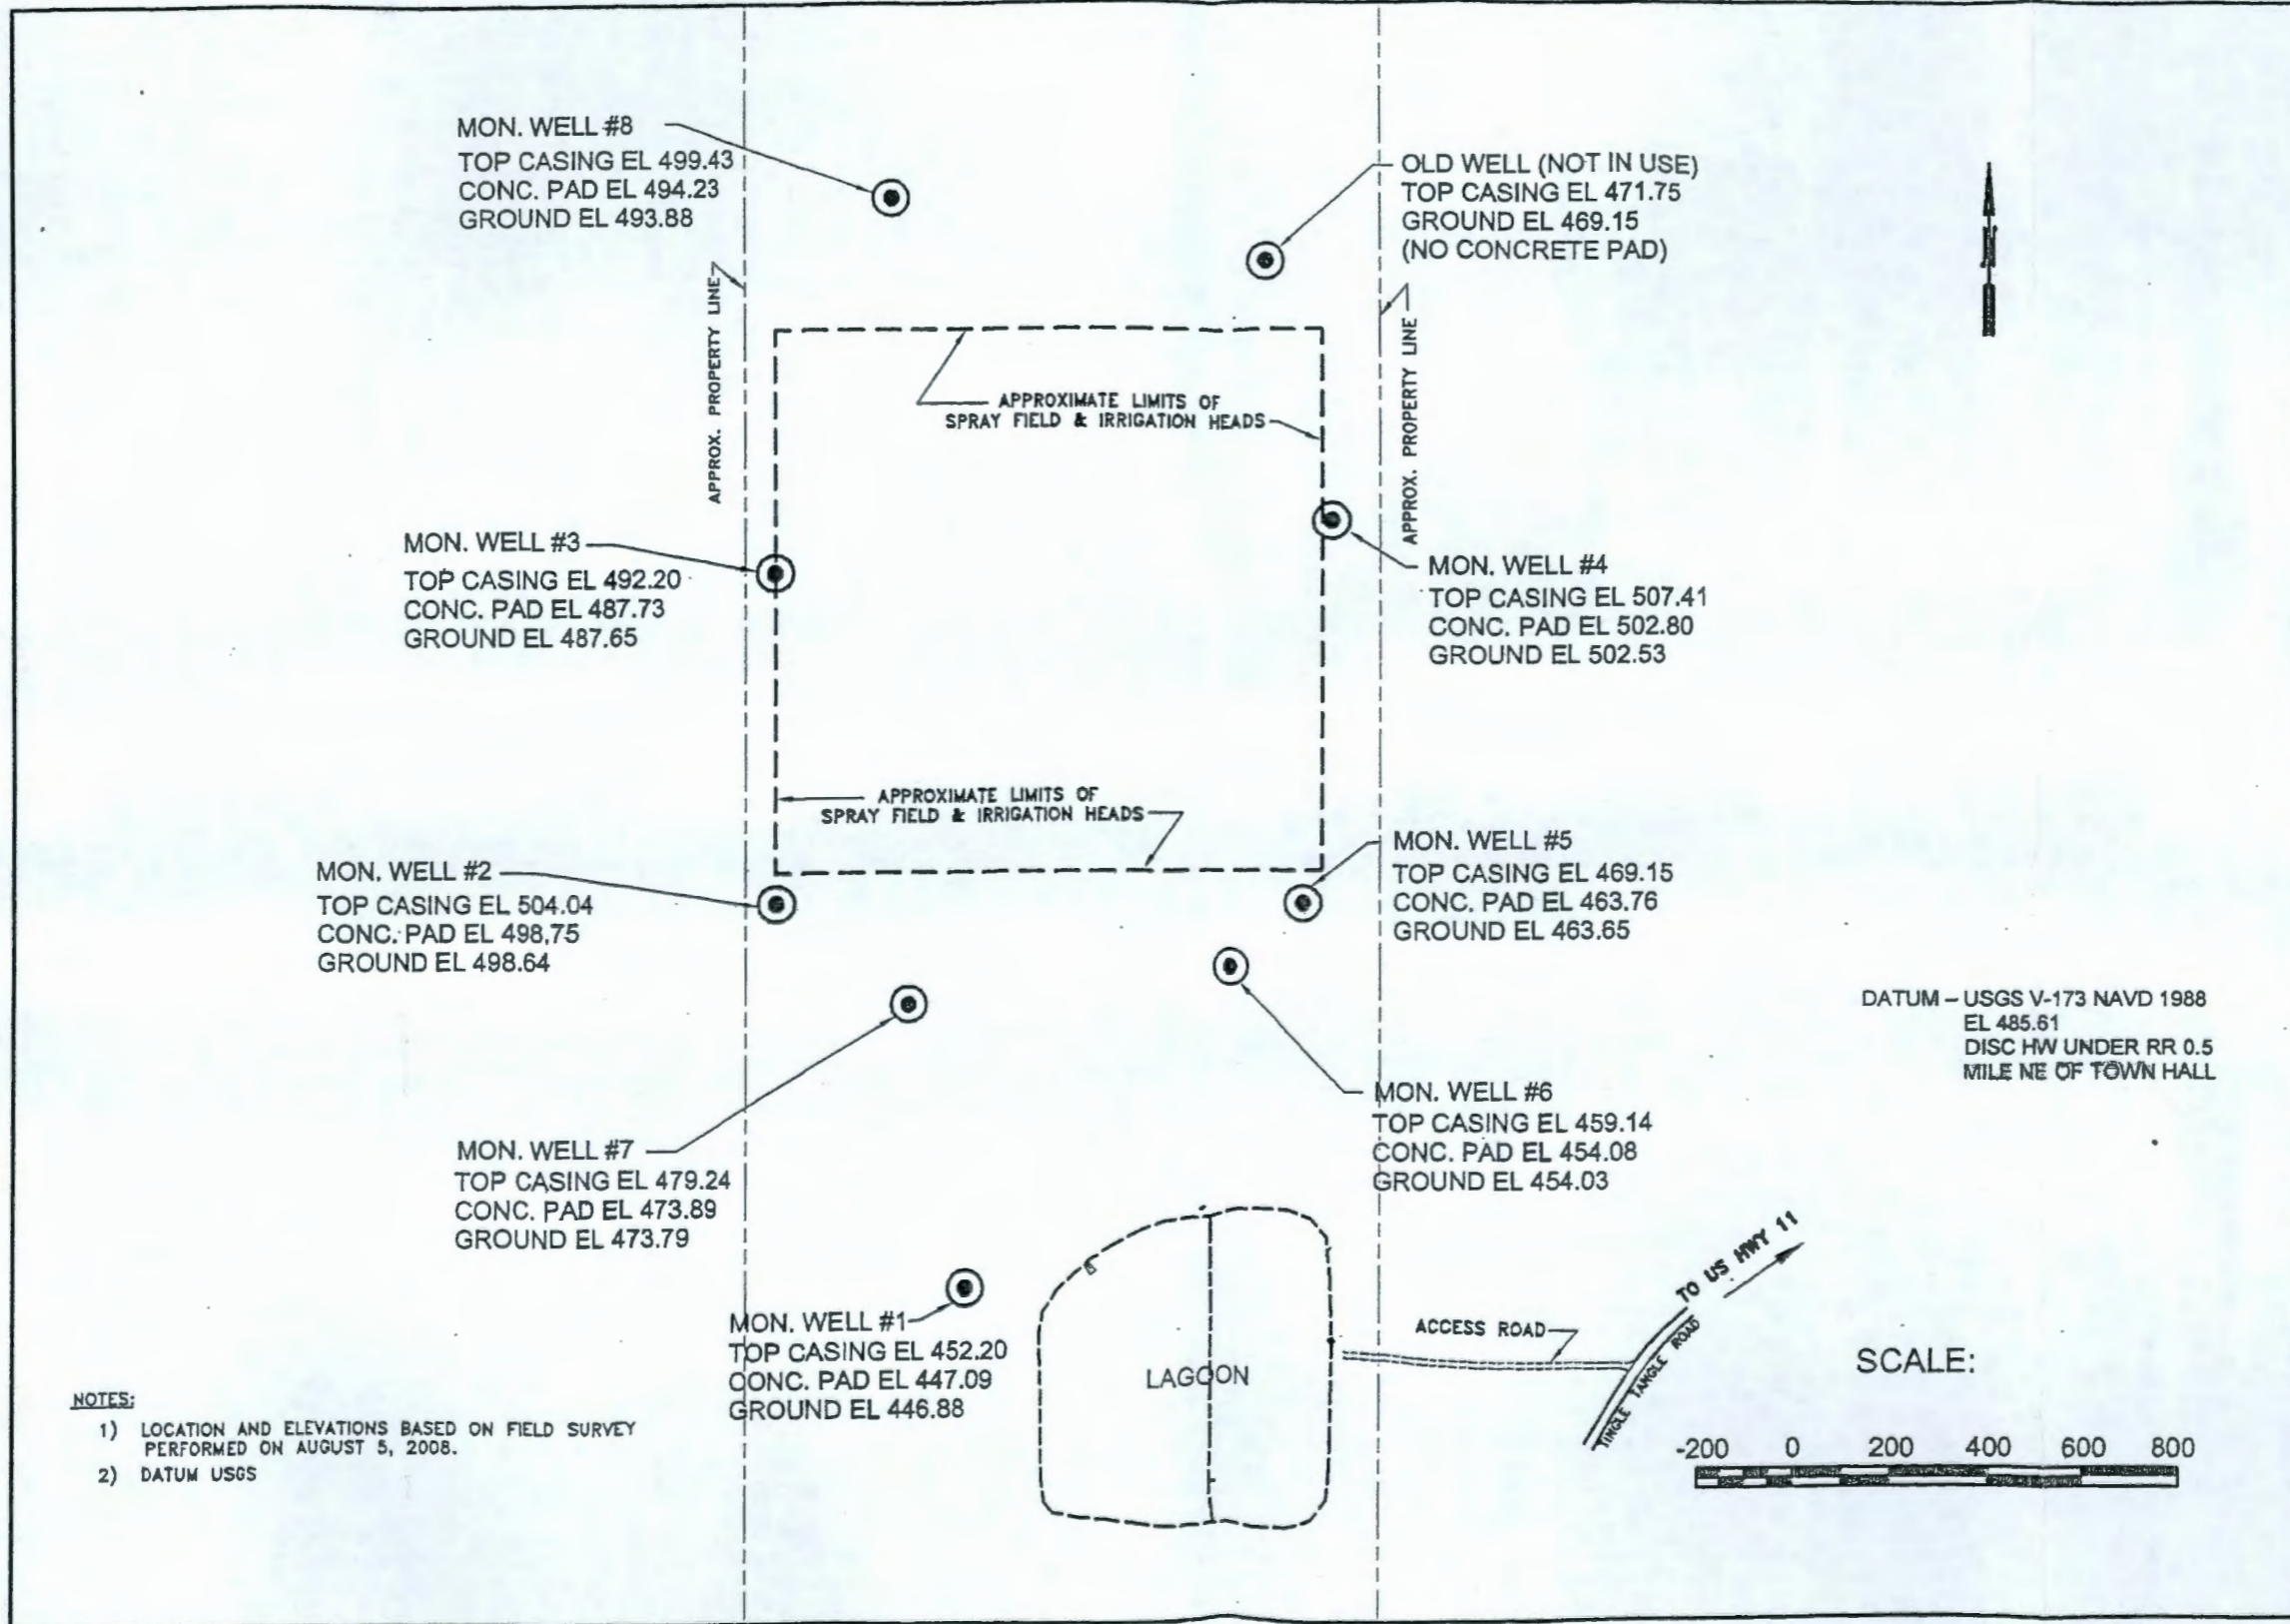 MON. WELL #8
TOP CASING EL 499.43
CONC. PAD EL 494.23
GROUND EL 493.88
OLD WELL (NOT IN USE)
TOP CASING EL 471.75
GROUND EL 469.15
(NO CONCRETE PAD)
N
APPROX. PROPERTY LINE
APPROX. PROPERTY LINE
APPROXIMATE LIMITS OF
SPRAY FIELD & IRRIGATION HEADS
MON. WELL #3
TOP CASING EL 492.20
CONC. PAD EL 487.73
GROUND EL 487.65
MON. WELL #4
TOP CASING EL 507.41
CONC. PAD EL 502.80
GROUND EL 502.53
APPROXIMATE LIMITS OF
SPRAY FIELD & IRRIGATION HEADS
MON. WELL #2
TOP CASING EL 504.04
CONC. PAD EL 498,75
GROUND EL 498.64
MON. WELL #5
TOP CASING EL 469.15
CONC. PAD EL 463.76
GROUND EL 463.65
DATUM – USGS V-173 NAVD 1988
EL 485.61
DISC HW UNDER RR 0.5
MILE NE OF TOWN HALL
MON. WELL #6
TOP CASING EL 459.14
CONC. PAD EL 454.08
GROUND EL 454.03
MON. WELL #7
TOP CASING EL 479.24
CONC. PAD EL 473.89
GROUND EL 473.79
MON. WELL #1
TOP CASING EL 452.20
CONC. PAD EL 447.09
GROUND EL 446.88
LAGOON
ACCESS ROAD
TO US HWY 11
TINGLE TANGLE ROAD
SCALE:
-200 0 200 400 600 800
NOTES:
1) LOCATION AND ELEVATIONS BASED ON FIELD SURVEY
PERFORMED ON AUGUST 5, 2008.
2) DATUM USGS